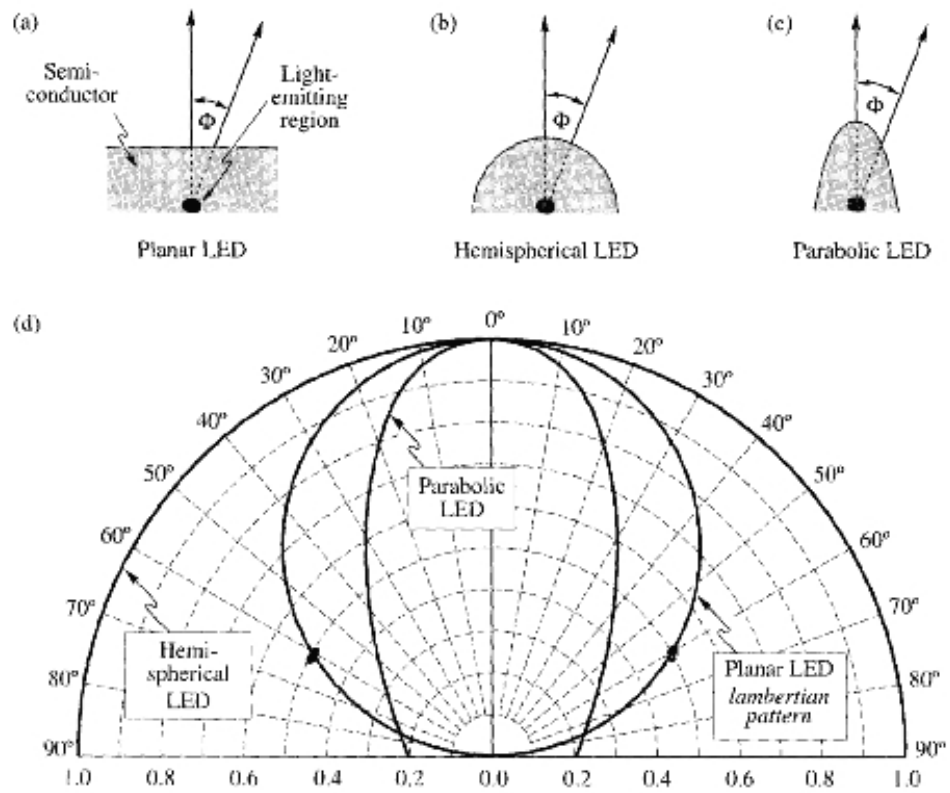 (a)
Semi-
conductor
Light-
emitting
region
Φ
Planar LED
(b)
Φ
Hemispherical LED
(c)
Φ
Parabolic LED
(d)
90°
80°
70°
60°
50°
40°
30°
20°
10°
0°
10°
20°
30°
40°
50°
60°
70°
80°
90°
Parabolic
LED
Hemi-
spherical
LED
Planar LED
lambertian
pattern
1.0 0.8 0.6 0.4 0.2 0.0 0.2 0.4 0.6 0.8 1.0